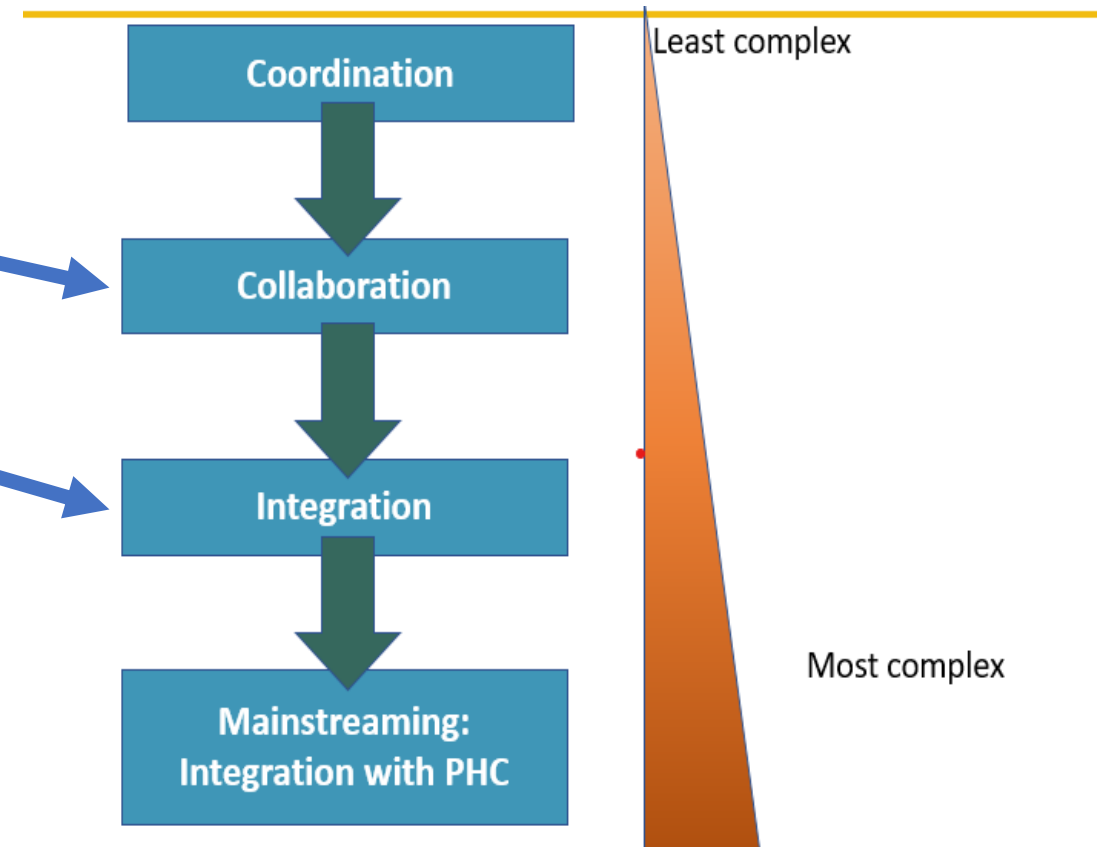 Least complex
Coordination
Collaboration
Integration
Most complex
Mainstreaming:
Integration with PHC